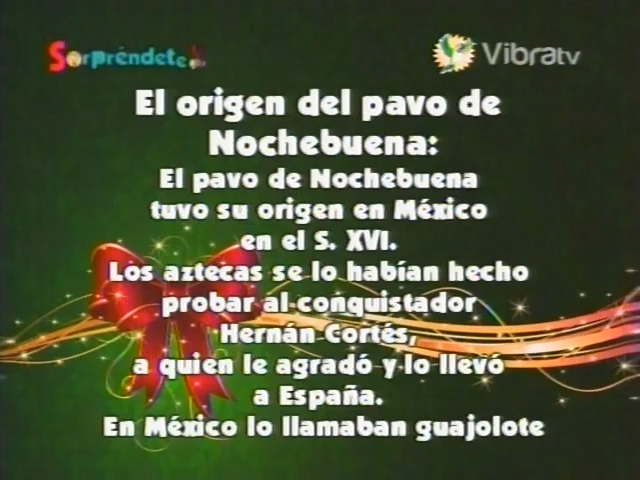 Sorpréndete
Vibratv
El origen del pavo de
Nochebuena:
El pavo de Nochebuena
tuvo su origen en México
en el S. XVI.
Los aztecas se lo habían hecho
probar al conquistador
Hernán Cortés,
a quien le agradó y lo llevó
a España.
En México lo llamaban guajolote